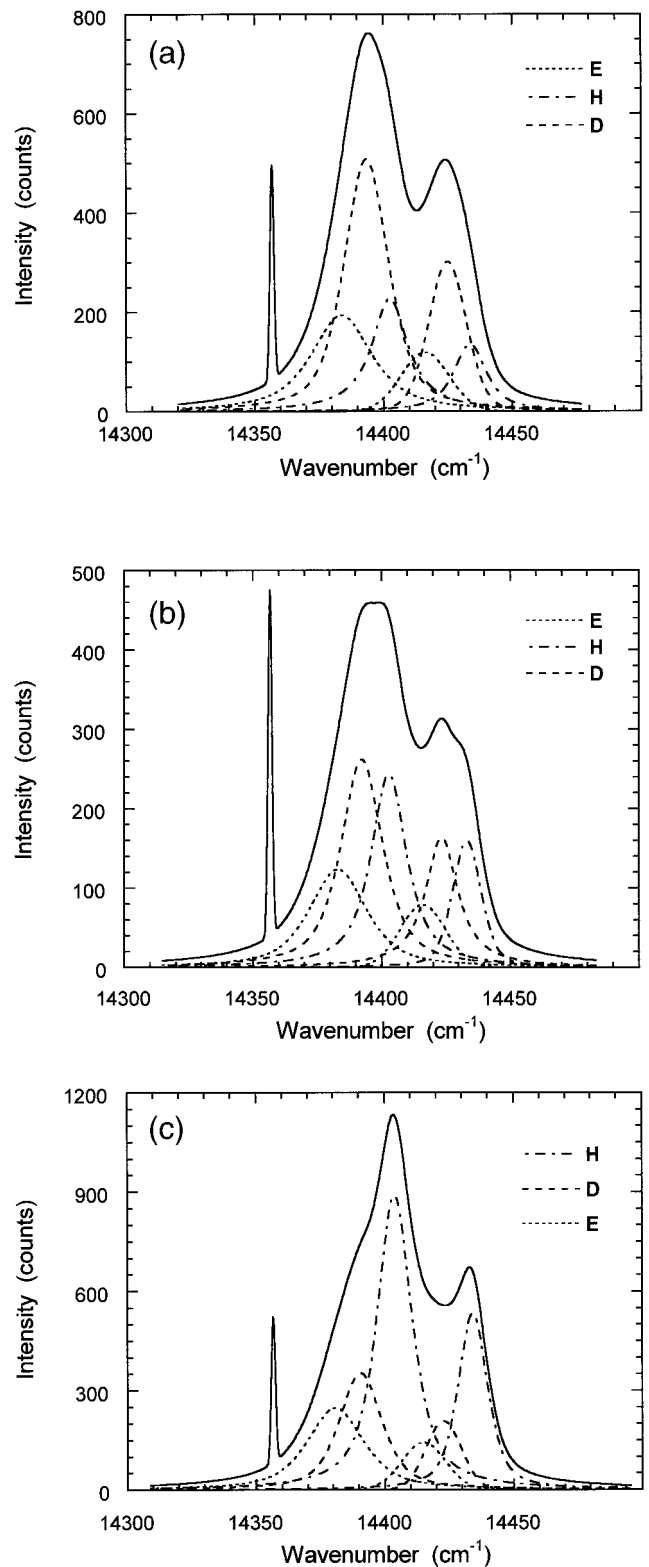 (a)
800
600
400
200
0
Intensity (counts)
E
H
D
14300 14350 14400 14450
Wavenumber (cm-1)
(b)
500
400
300
200
100
0
Intensity (counts)
E
H
D
14300 14350 14400 14450
Wavenumber (cm-1)
(c)
1200
900
600
300
0
Intensity (counts)
H
D
E
14300 14350 14400 14450
Wavenumber (cm-1)